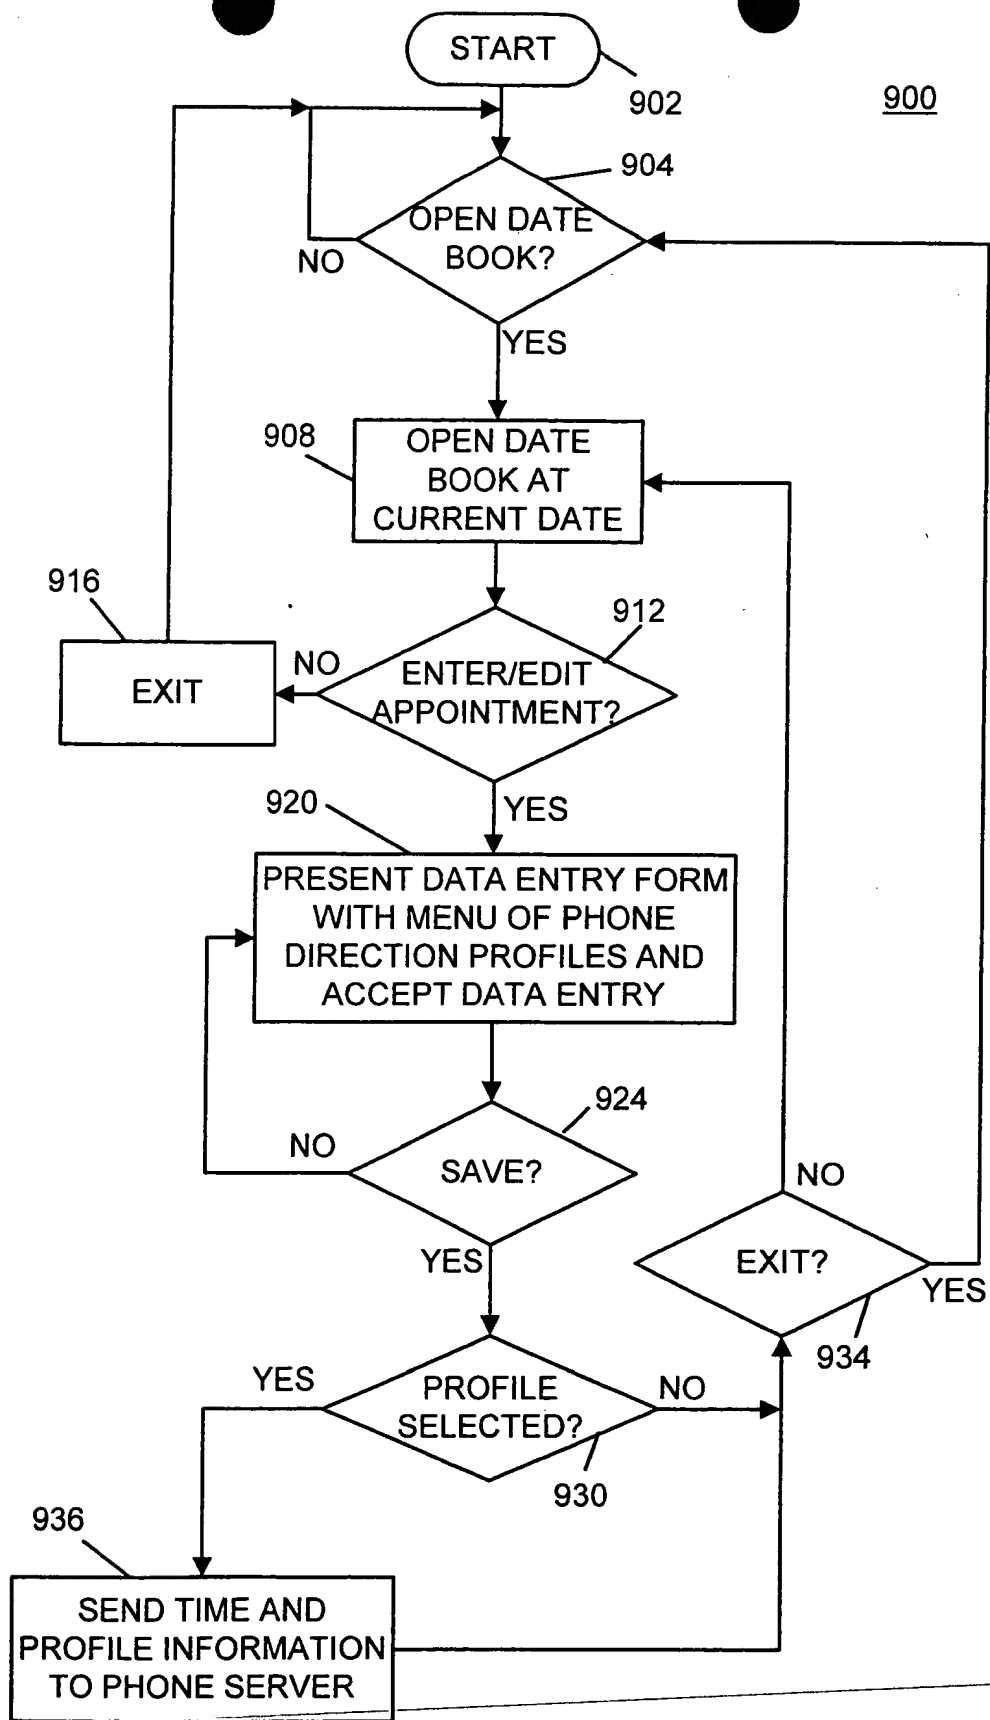 START
902
900
904
OPEN DATE
BOOK?
NO
YES
908
OPEN DATE
BOOK AT
CURRENT DATE
916
912
EXIT
NO
ENTER/EDIT
APPOINTMENT?
920
YES
PRESENT DATA ENTRY FORM
WITH MENU OF PHONE
DIRECTION PROFILES AND
ACCEPT DATA ENTRY
924
NO
SAVE?
NO
YES
EXIT?
YES
934
YES
PROFILE
SELECTED?
NO
930
936
SEND TIME AND
PROFILE INFORMATION
TO PHONE SERVER